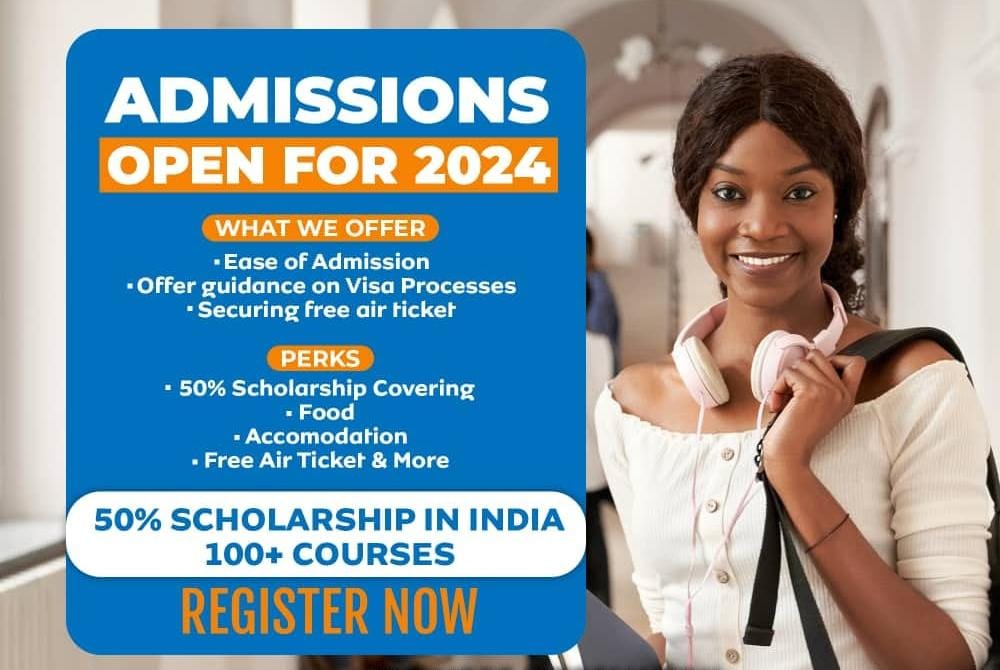 ADMISSIONS
OPEN FOR 2024
WHAT WE OFFER
▪ Ease of Admission
▪ Offer guidance on Visa Processes
▪ Securing free air ticket
PERKS
▪ 50% Scholarship Covering
▪ Food
▪ Accomodation
▪ Free Air Ticket & More
50% SCHOLARSHIP IN INDIA
100+ COURSES
REGISTER NOW